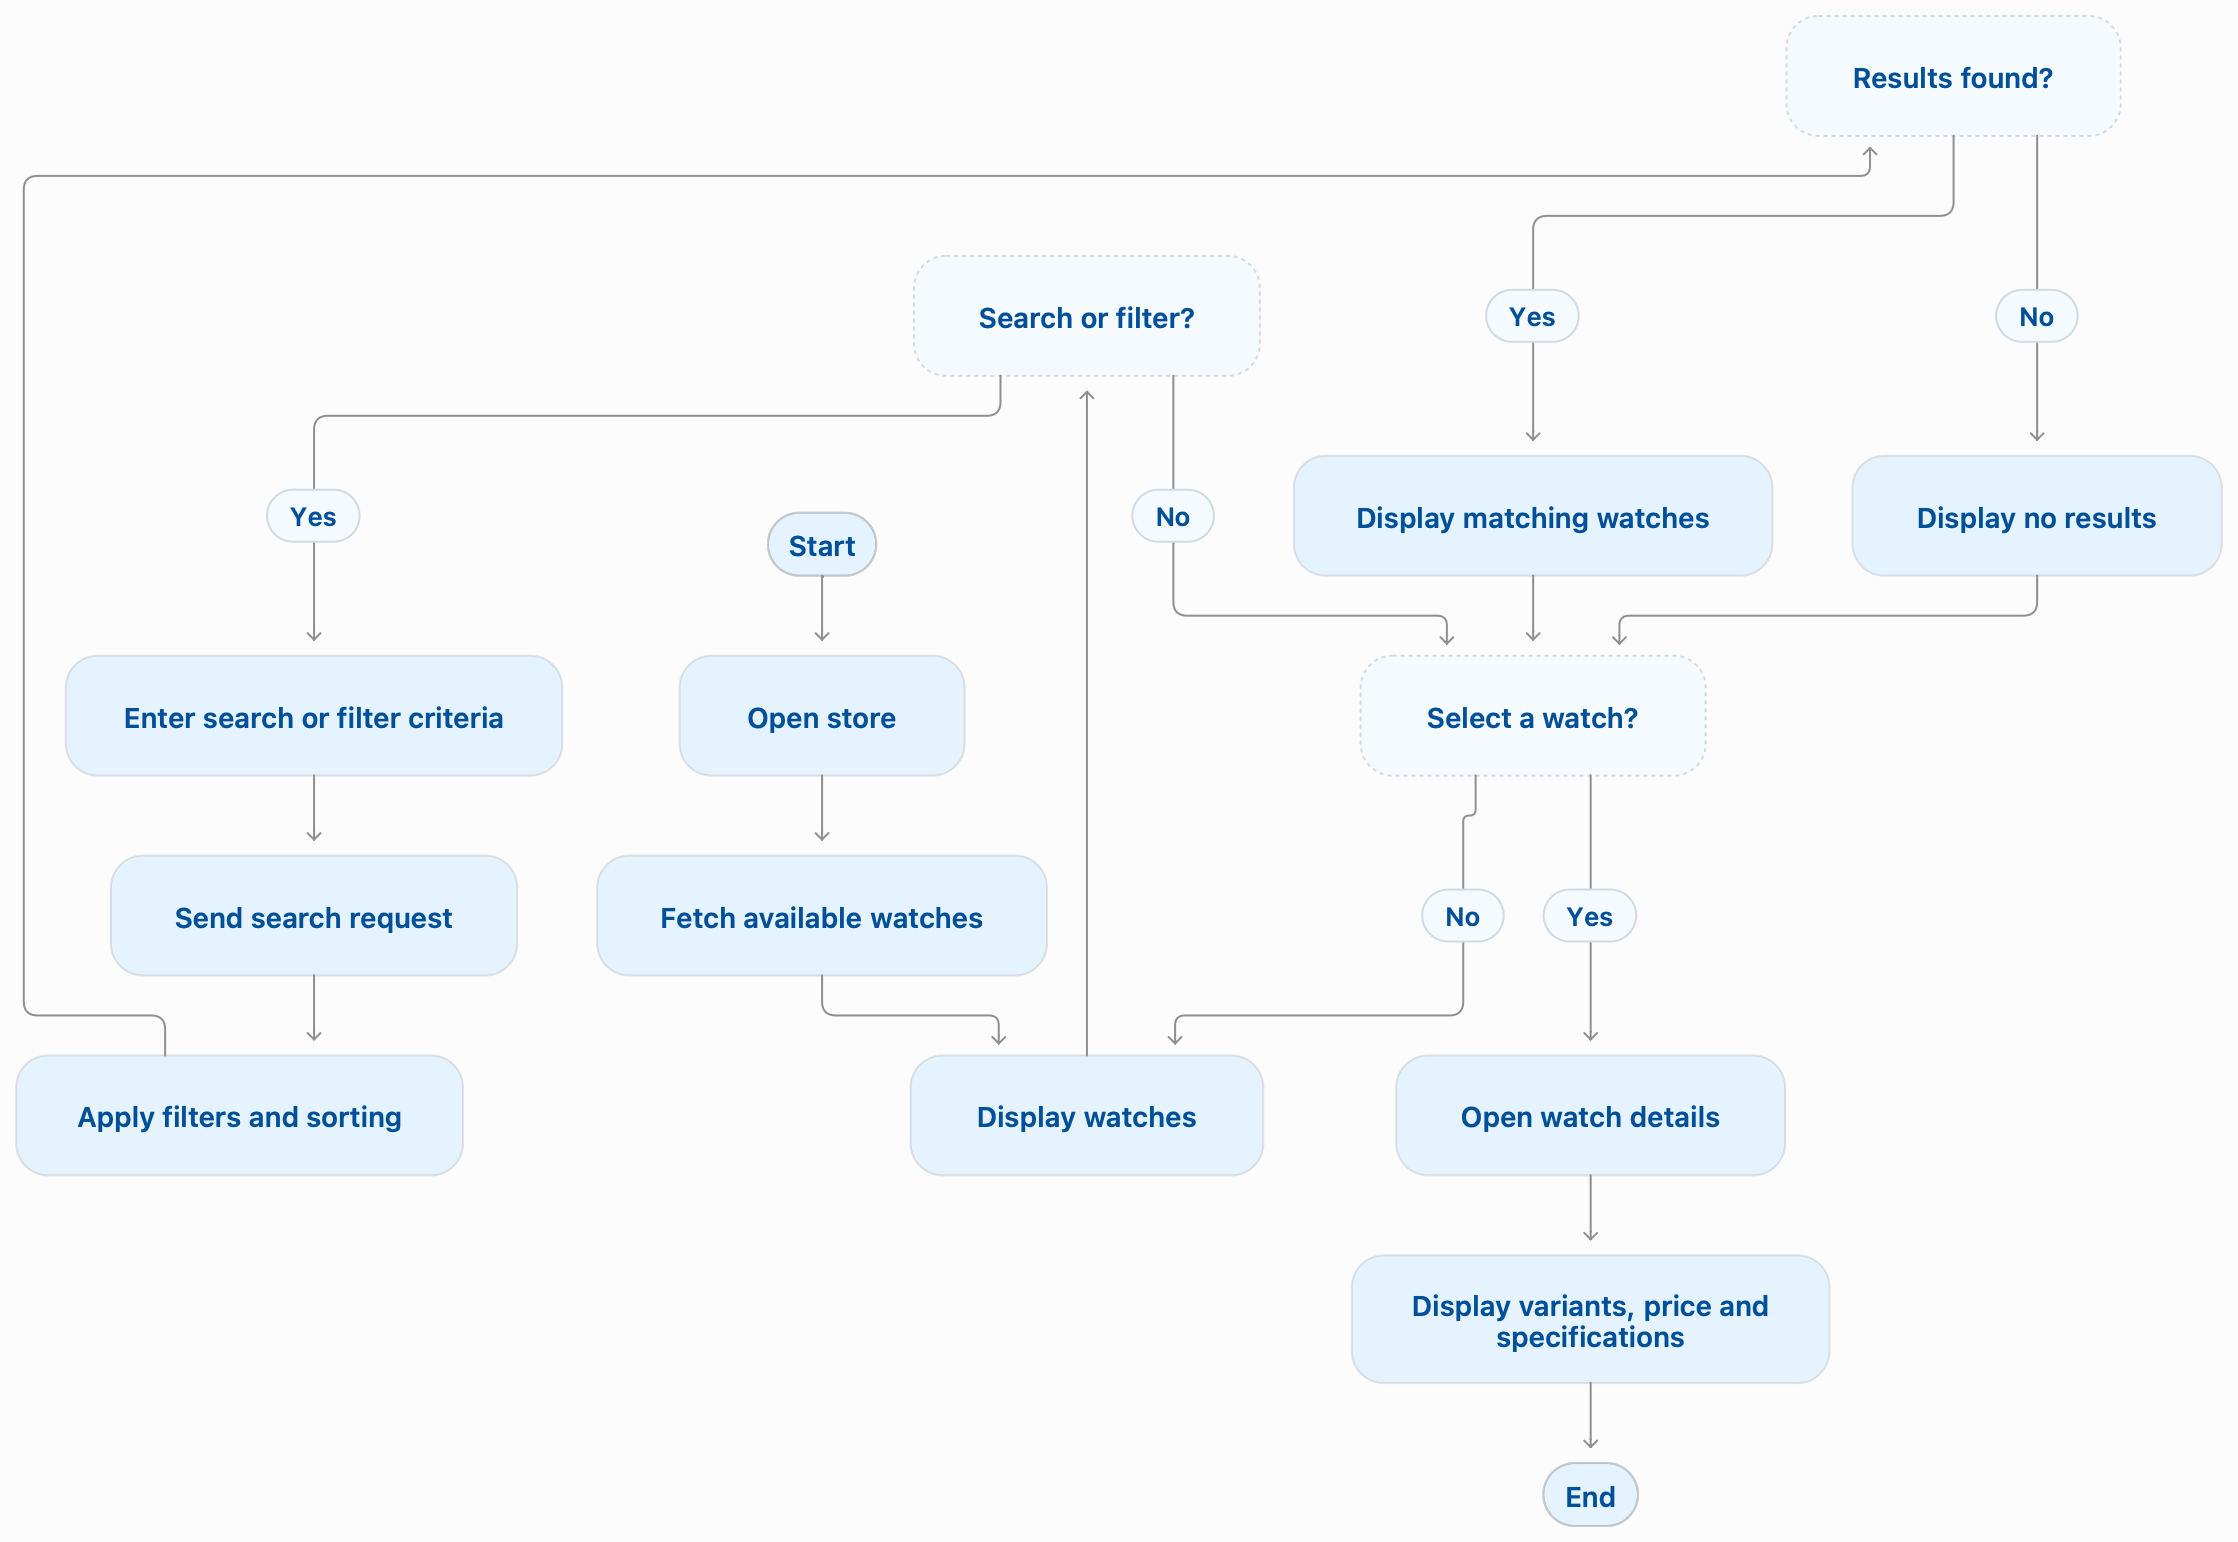 Results found?
Search or filter?
Yes
No
Yes
Start
No
Display matching watches
Display no results
Enter search or filter criteria
Open store
Select a watch?
Send search request
Fetch available watches
No
Yes
Apply filters and sorting
Display watches
Open watch details
Display variants, price and
specifications
End